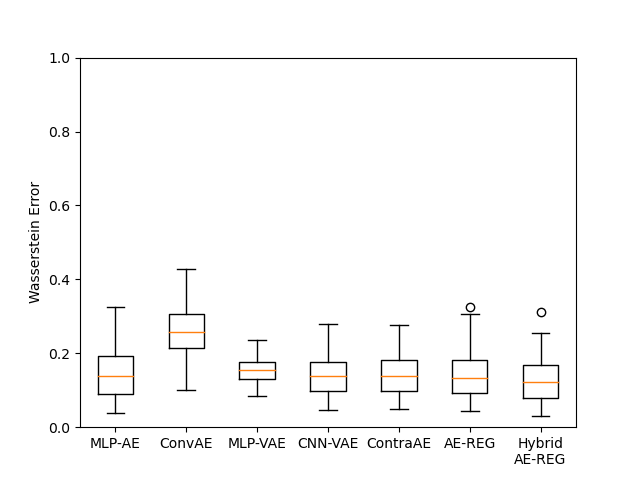 1.0
0.8
0.6
0.4
0.2
0.0
Wasserstein Error
MLP-AE
ConvAE
MLP-VAE
CNN-VAE
ContraAE
AE-REG
Hybrid
AE-REG